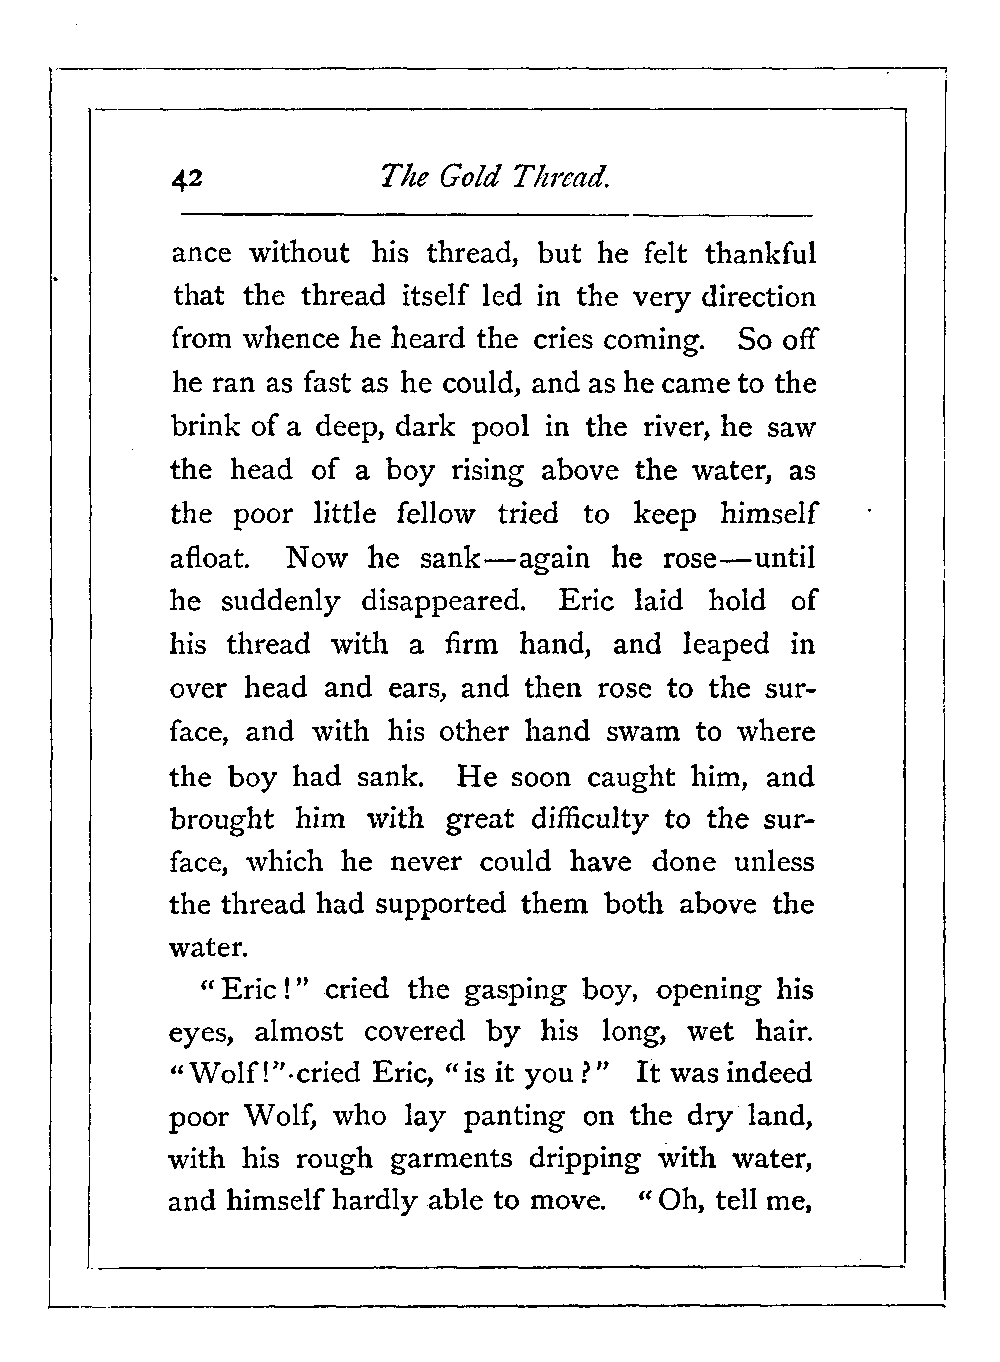 42 The Gold Thread.
ance without his thread, but he felt thankful
that the thread itself led in the very direction
from whence he heard the cries coming. So off
he ran as fast as he could, and as he came to the
brink of a deep, dark pool in the river, he saw
the head of a boy rising above the water, as
the poor little fellow tried to keep himself
afloat. Now he sank—again he rose—until
he suddenly disappeared. Eric laid hold of
his thread with a firm hand, and leaped in
over head and ears, and then rose to the sur-
face, and with his other hand swam to where
the boy had sank. He soon caught him, and
brought him with great difficulty to the sur-
face, which he never could have done unless
the thread had supported them both above the
water.
“Eric!” cried the gasping boy, opening his
eyes, almost covered by his long, wet hair.
“Wolf!” cried Eric, “is it you?” It was indeed
poor Wolf, who lay panting on the dry land,
with his rough garments dripping with water,
and himself hardly able to move. “Oh, tell me,